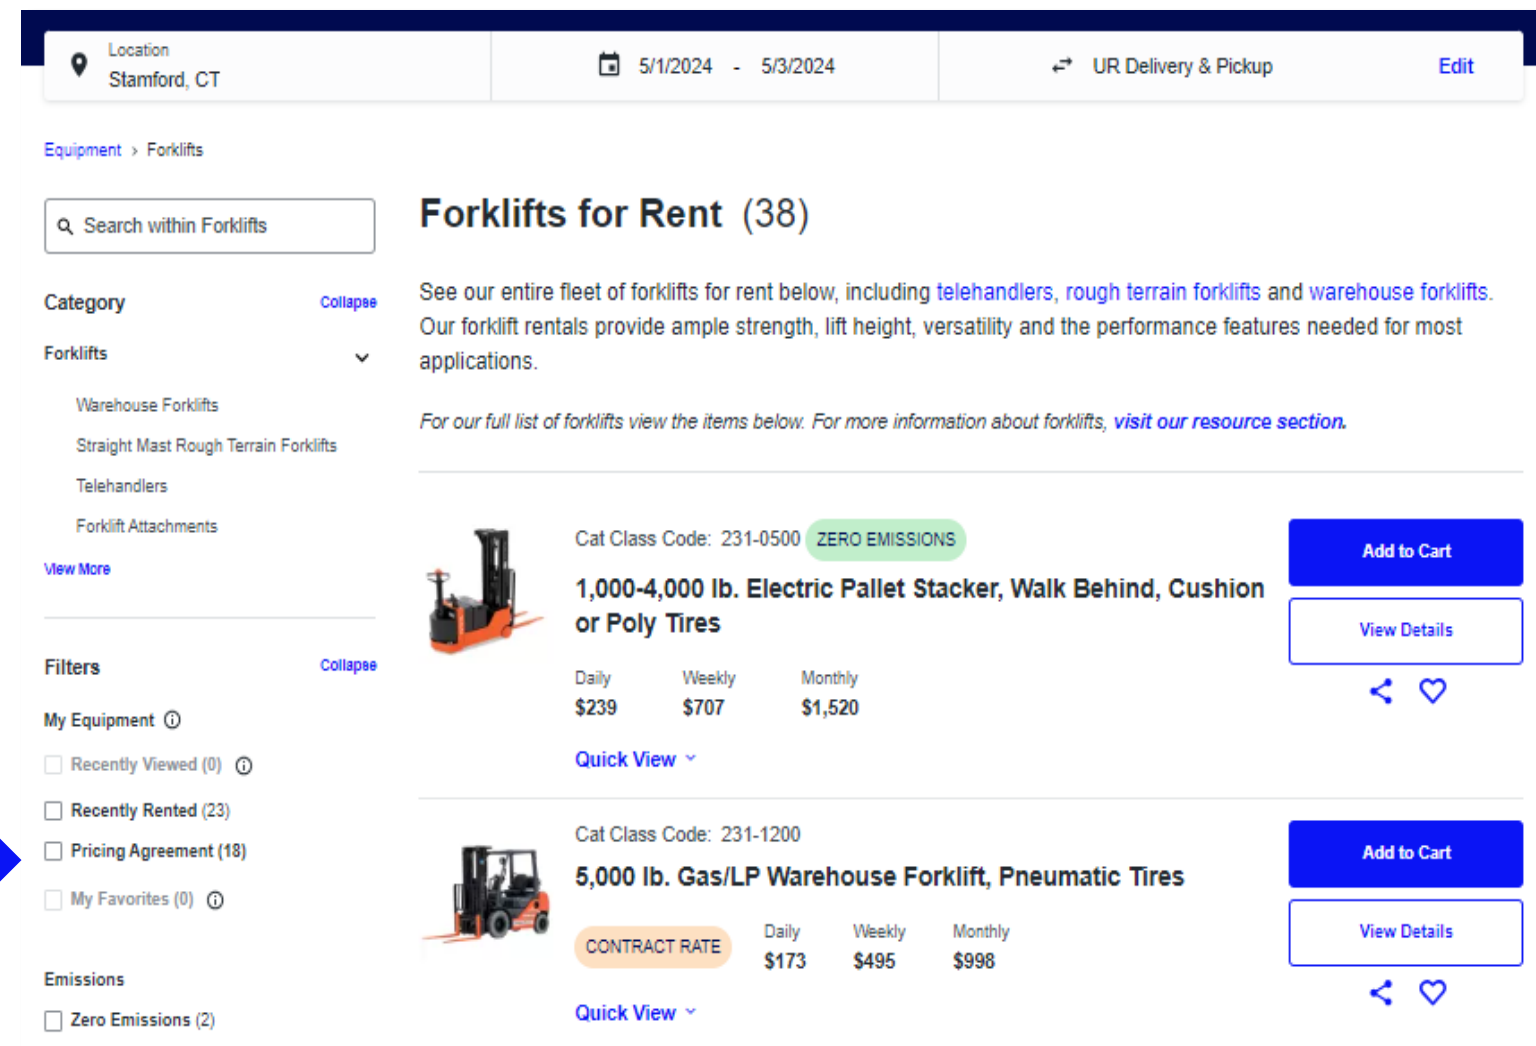 Location
Stamford, CT
5/1/2024 - 5/3/2024
UR Delivery & Pickup
Edit
Equipment › Forklifts
Search within Forklifts
Category
Collapse
Forklifts
Warehouse Forklifts
Straight Mast Rough Terrain Forklifts
Telehandlers
Forklift Attachments
View More
Filters
Collapse
My Equipment
Recently Viewed (0)
Recently Rented (23)
Pricing Agreement (18)
My Favorites (0)
Emissions
Zero Emissions (2)
Forklifts for Rent (38)
See our entire fleet of forklifts for rent below, including telehandlers, rough terrain forklifts and warehouse forklifts.
Our forklift rentals provide ample strength, lift height, versatility and the performance features needed for most
applications.
For our full list of forklifts view the items below. For more information about forklifts, visit our resource section.
Cat Class Code: 231-0500 ZERO EMISSIONS
1,000-4,000 lb. Electric Pallet Stacker, Walk Behind, Cushion
or Poly Tires
Daily Weekly Monthly
$239 $707 $1,520
Quick View
Add to Cart
View Details
Cat Class Code: 231-1200
5,000 lb. Gas/LP Warehouse Forklift, Pneumatic Tires
CONTRACT RATE
Daily Weekly Monthly
$173 $495 $998
Quick View
Add to Cart
View Details